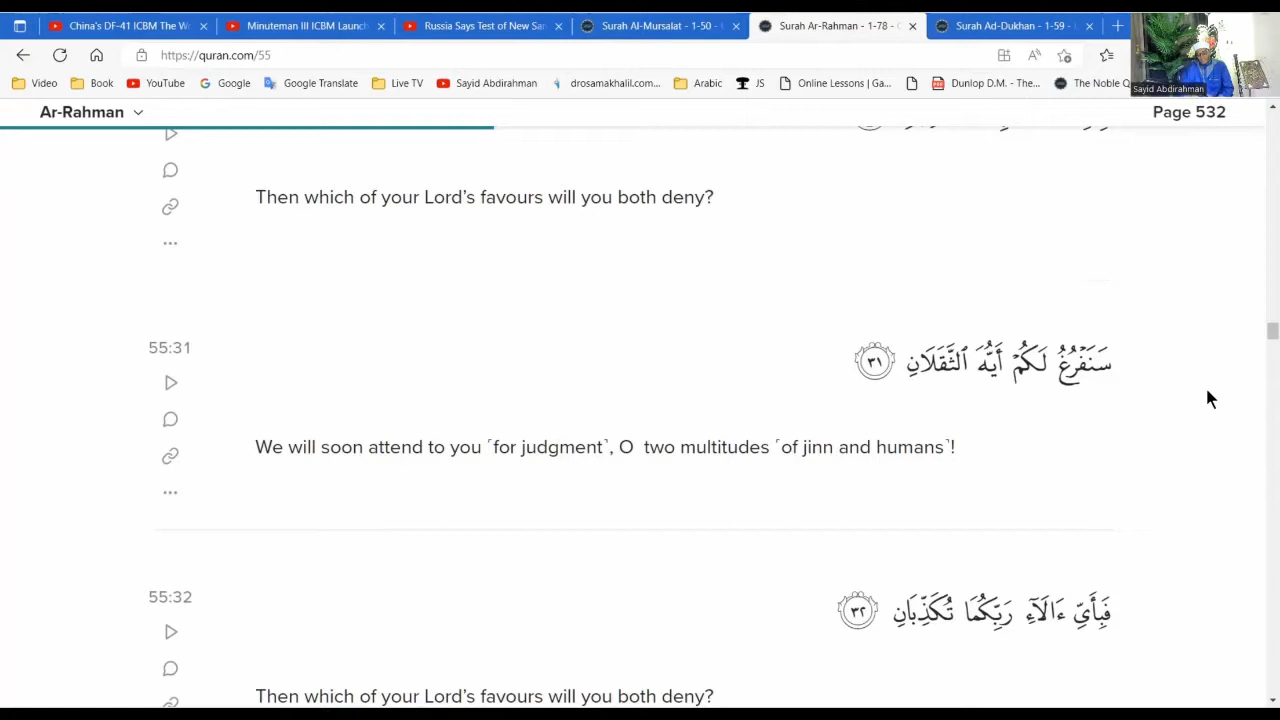 China's DF-41 ICBM The W
Minuteman III ICBM Launch
Russia Says Test of New Sar
Surah Al-Mursalat - 1-50 -
Surah Ar-Rahman - 1-78 -
Surah Ad-Dukhan - 1-59 -
https://quran.com/55
Sayid Abdirahman
Video
Book
YouTube
Google
Google Translate
Live TV
Sayid Abdirahman
drosamakhalil.com...
Arabic
JS
Online Lessons | Ga...
Dunlop D.M. - The...
The Noble Q
Ar-Rahman
Page 532
Then which of your Lord's favours will you both deny?
55:31
سَنَفْرُغُ لَكُمْ أَيُّهَ ٱلثَّقَلَانِ ٣١
We will soon attend to you ˹for judgment˺, O two multitudes ˹of jinn and humans˺!
55:32
فَبِأَىِّ ءَالَآءِ رَبِّكُمَا تُكَذِّبَانِ ٣٢
Then which of your Lord's favours will you both deny?